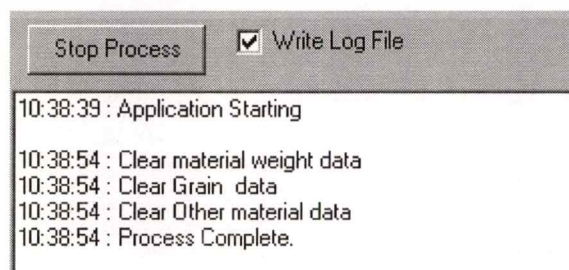 Stop Process
Write Log File
10:38:39 : Application Starting
10:38:54 : Clear material weight data
10:38:54 : Clear Grain  data
10:38:54 : Clear Other material data
10:38:54 : Process Complete.